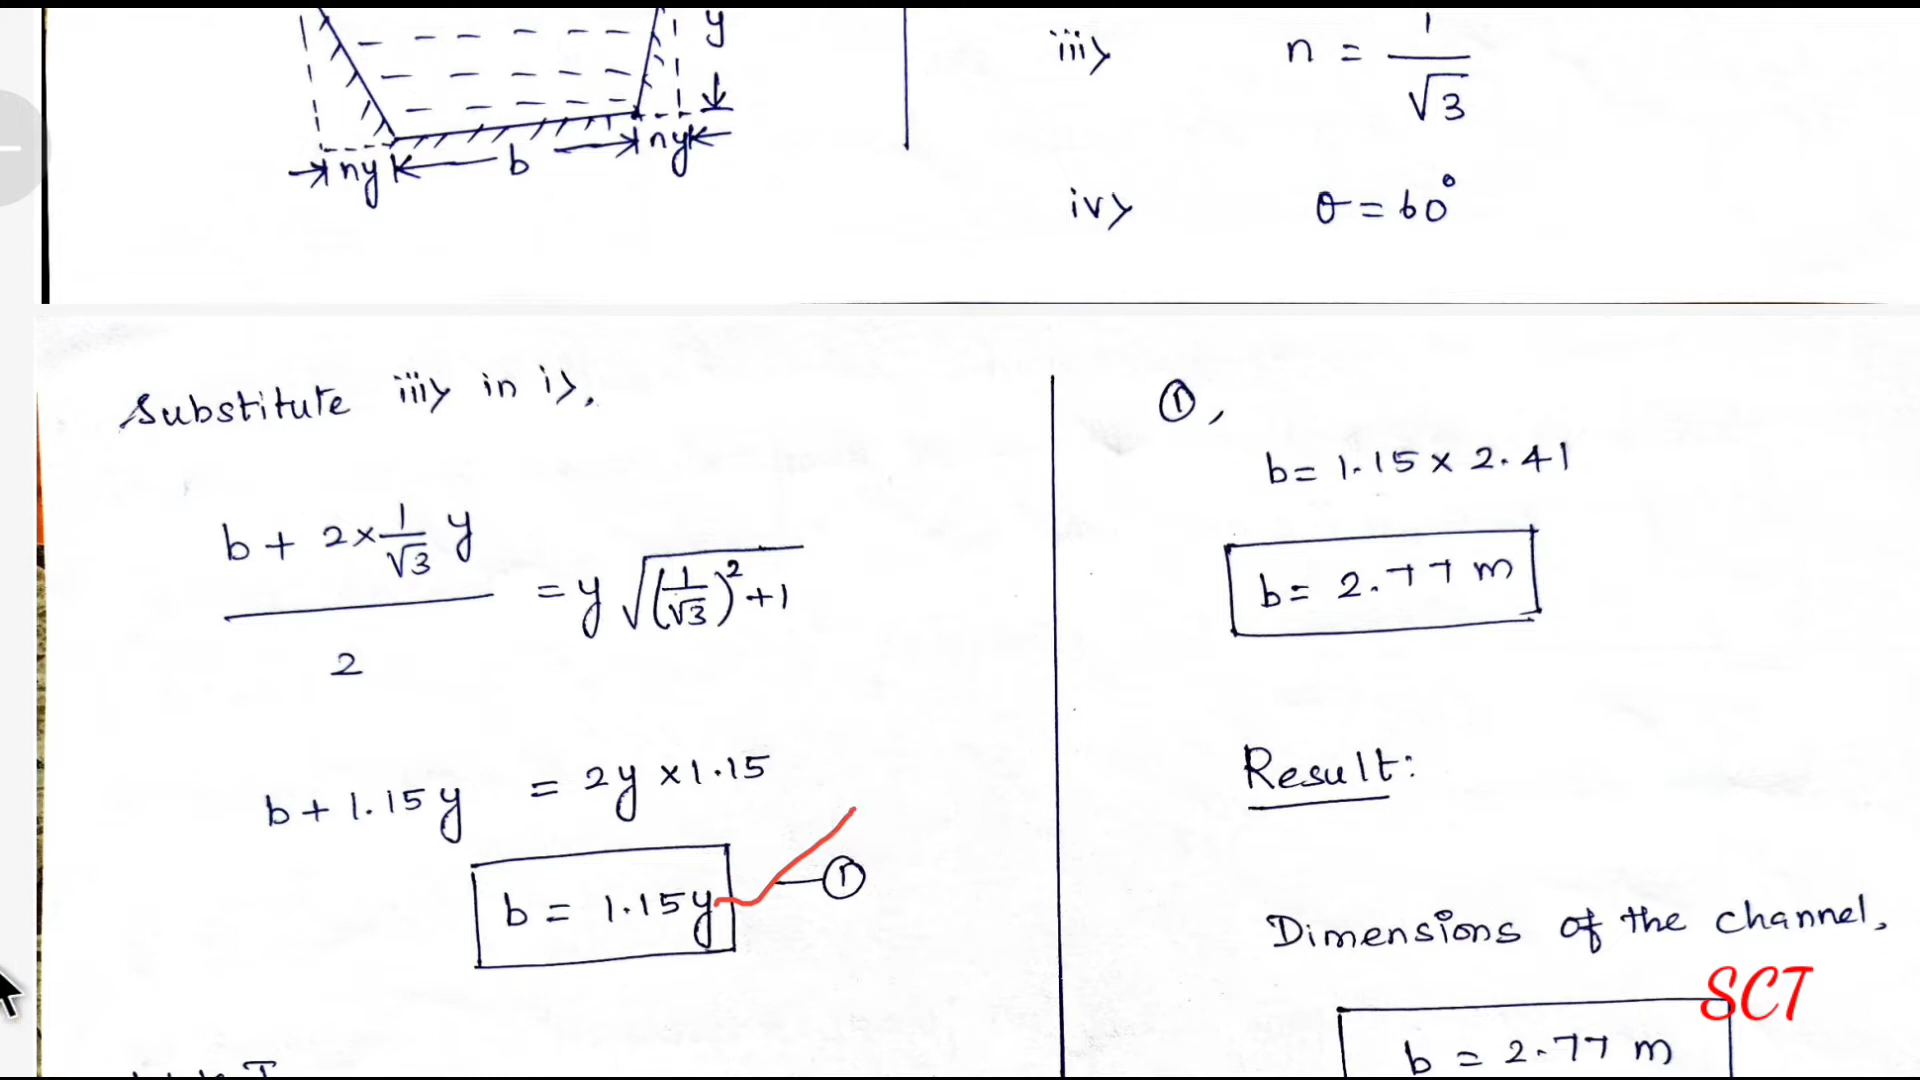 y
ny b ny
iii> n = 1/√3
iv> θ = 60°
Substitute iii> in i>,
(b + 2×1/√3 y)/2 = y √((1/√3)²+1)
b + 1.15y = 2y × 1.15
b = 1.15y — ①
①,
b = 1.15 × 2.41
b = 2.77 m
Result:
Dimensions of the channel,
SCT
b = 2.77 m